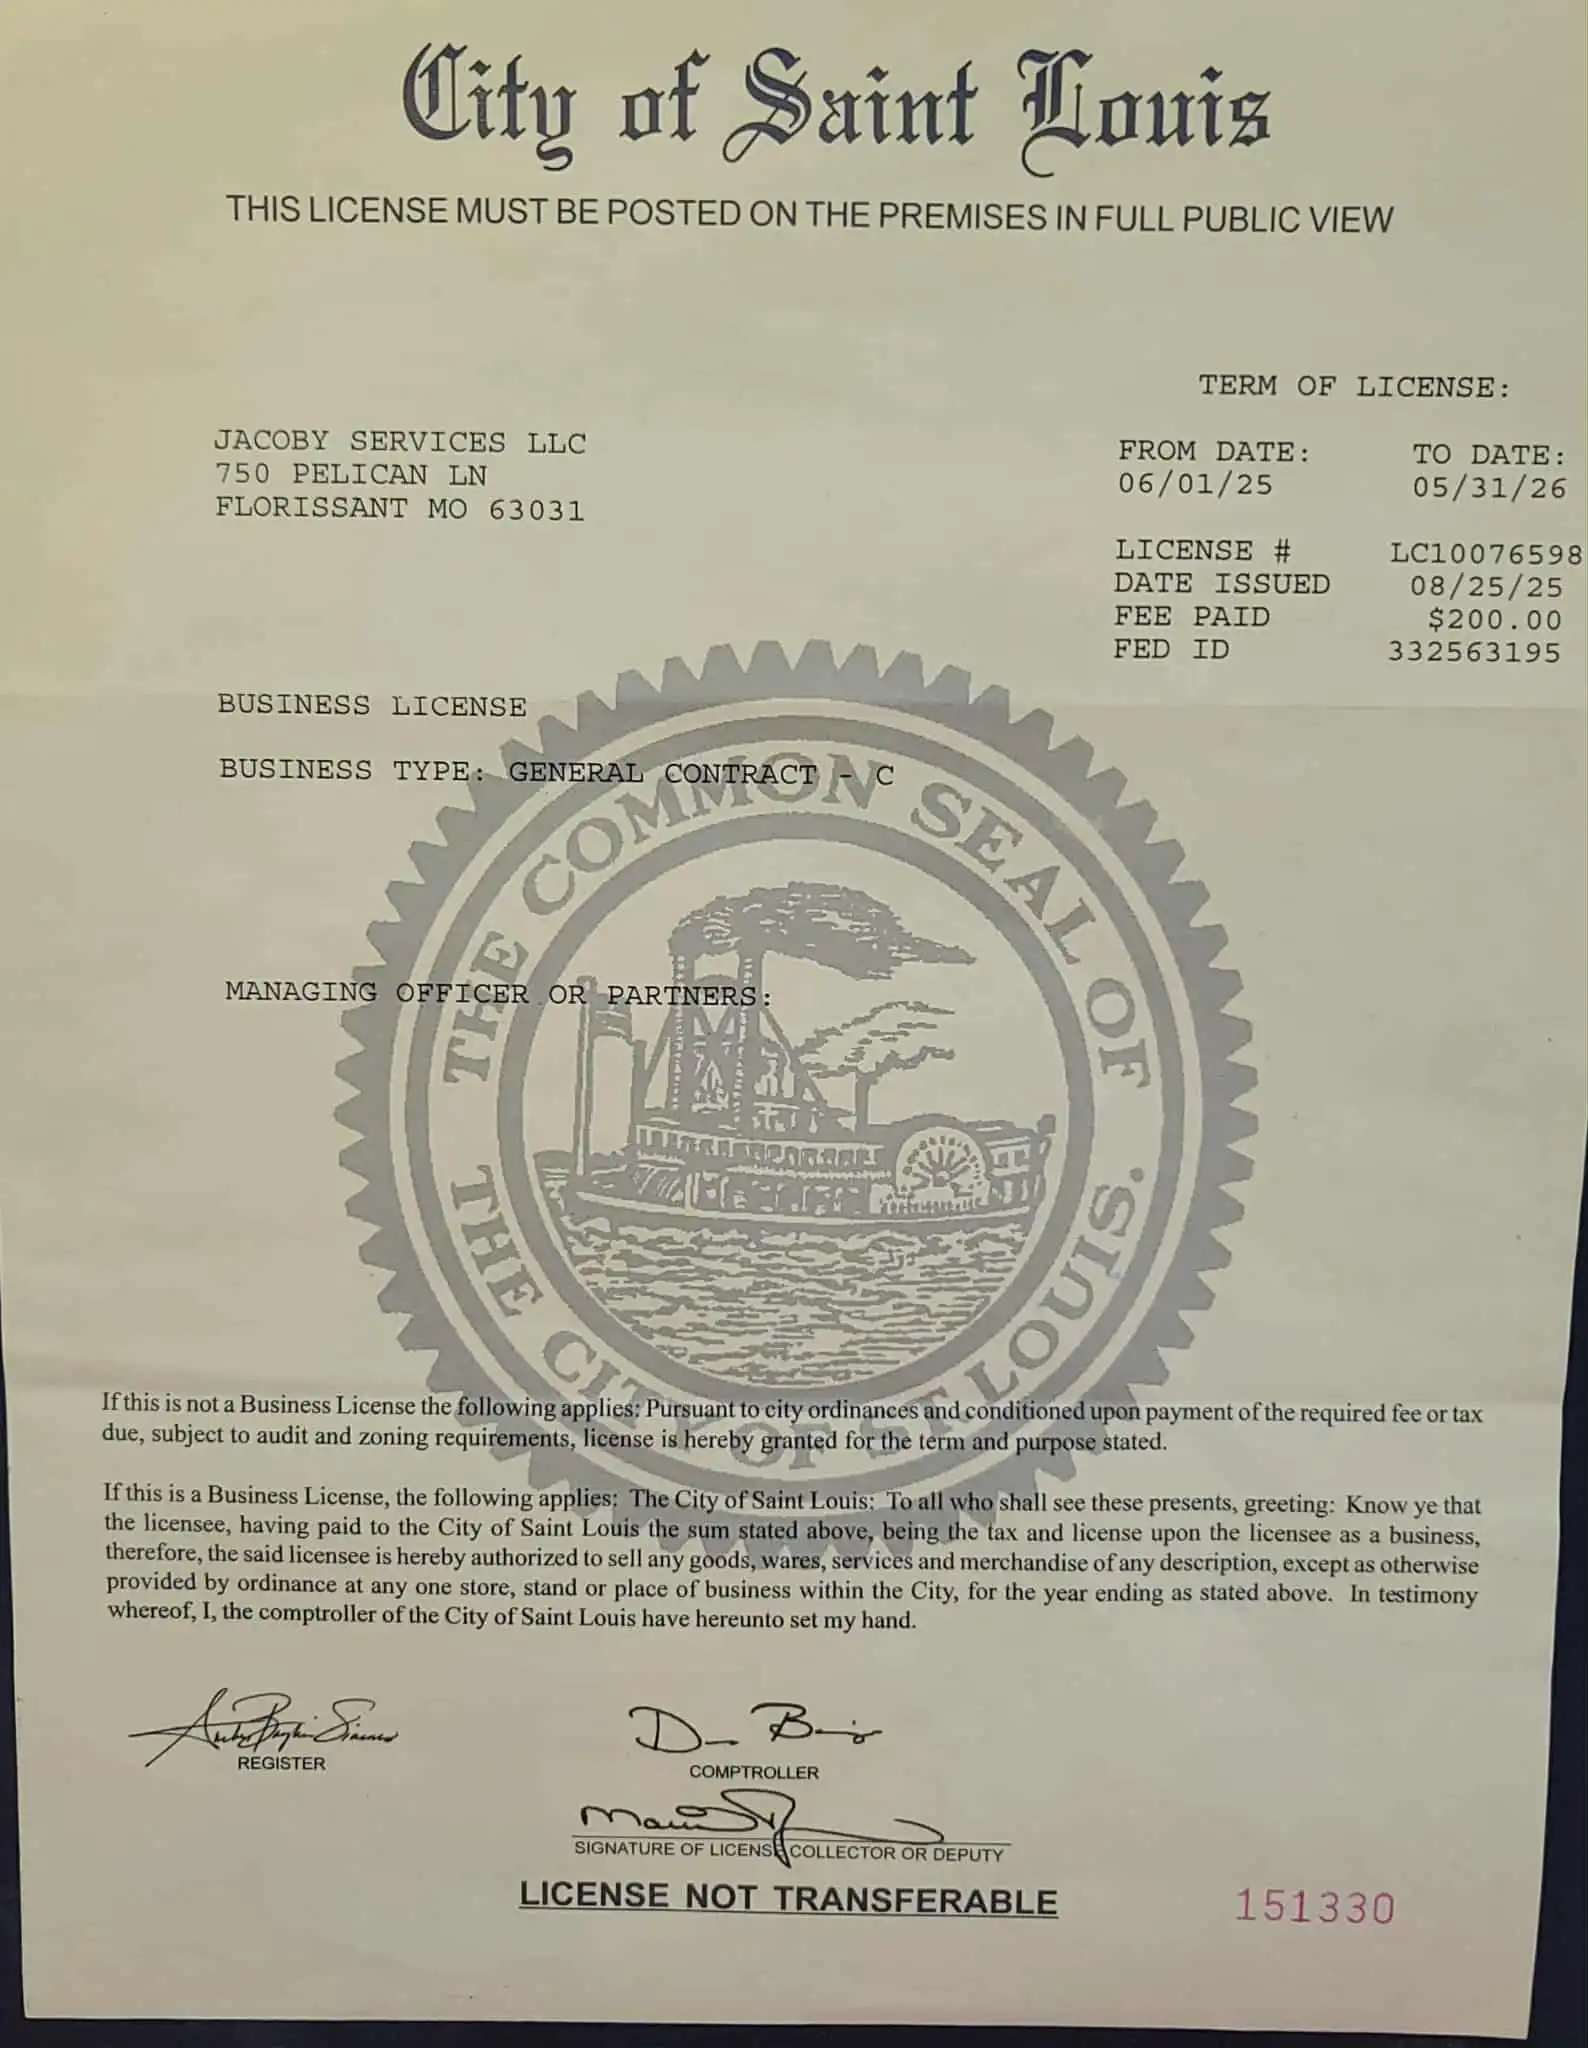 City of Saint Louis
THIS LICENSE MUST BE POSTED ON THE PREMISES IN FULL PUBLIC VIEW
TERM OF LICENSE:
JACOBY SERVICES LLC
750 PELICAN LN
FLORISSANT MO 63031
FROM DATE: TO DATE:
06/01/25 05/31/26
LICENSE # LC10076598
DATE ISSUED 08/25/25
FEE PAID $200.00
FED ID 332563195
BUSINESS LICENSE
BUSINESS TYPE: GENERAL CONTRACT - C
MANAGING OFFICER OR PARTNERS:
THE COMMON SEAL OF
THE CITY OF ST LOUIS.
If this is not a Business License the following applies: Pursuant to city ordinances and conditioned upon payment of the required fee or tax
due, subject to audit and zoning requirements, license is hereby granted for the term and purpose stated.
If this is a Business License, the following applies: The City of Saint Louis: To all who shall see these presents, greeting: Know ye that
the licensee, having paid to the City of Saint Louis the sum stated above, being the tax and license upon the licensee as a business,
therefore, the said licensee is hereby authorized to sell any goods, wares, services and merchandise of any description, except as otherwise
provided by ordinance at any one store, stand or place of business within the City, for the year ending as stated above. In testimony
whereof, I, the comptroller of the City of Saint Louis have hereunto set my hand.
REGISTER
COMPTROLLER
SIGNATURE OF LICENSE COLLECTOR OR DEPUTY
LICENSE NOT TRANSFERABLE
151330